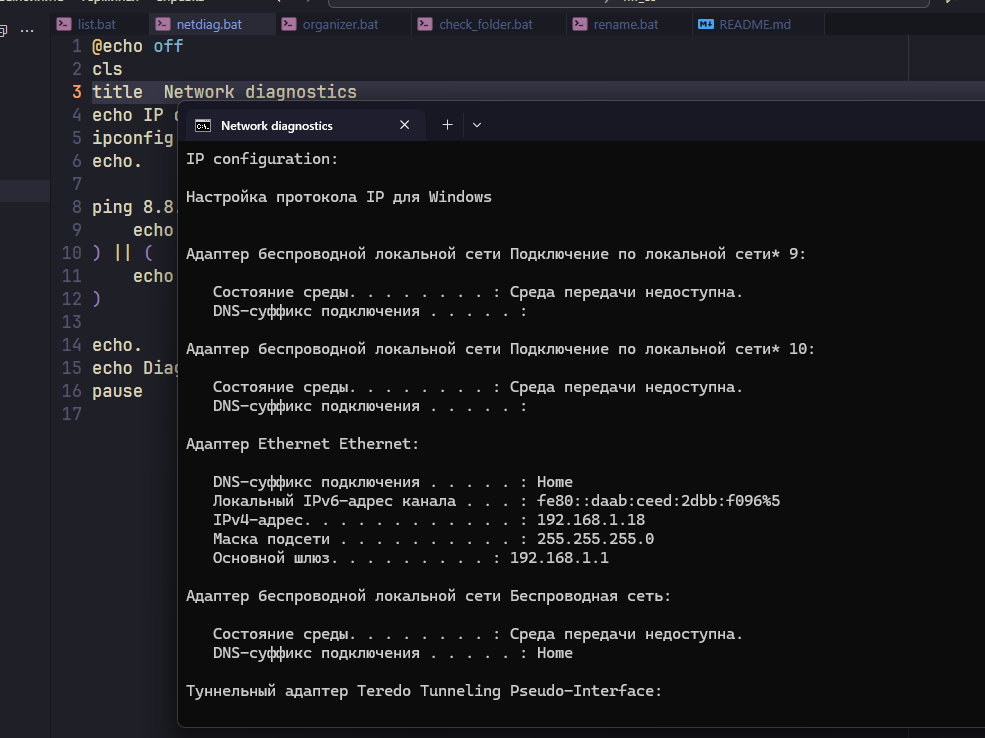 list.bat
netdiag.bat
organizer.bat
check_folder.bat
rename.bat
README.md
1 @echo off
2 cls
3 title  Network diagnostics
4 echo IP
5 ipconfig
6 echo.
7
8 ping 8.8.
9 echo
10 ) || (
11 echo
12 )
13
14 echo.
15 echo Diag
16 pause
17
Network diagnostics
IP configuration:
Настройка протокола IP для Windows
Адаптер беспроводной локальной сети Подключение по локальной сети* 9:
Состояние среды. . . . . . . . : Среда передачи недоступна.
DNS-суффикс подключения . . . . . :
Адаптер беспроводной локальной сети Подключение по локальной сети* 10:
Состояние среды. . . . . . . . : Среда передачи недоступна.
DNS-суффикс подключения . . . . . :
Адаптер Ethernet Ethernet:
DNS-суффикс подключения . . . . . : Home
Локальный IPv6-адрес канала . . . : fe80::daab:ceed:2dbb:f096%5
IPv4-адрес. . . . . . . . . . . . : 192.168.1.18
Маска подсети . . . . . . . . . . : 255.255.255.0
Основной шлюз. . . . . . . . . : 192.168.1.1
Адаптер беспроводной локальной сети Беспроводная сеть:
Состояние среды. . . . . . . . : Среда передачи недоступна.
DNS-суффикс подключения . . . . . : Home
Туннельный адаптер Teredo Tunneling Pseudo-Interface: